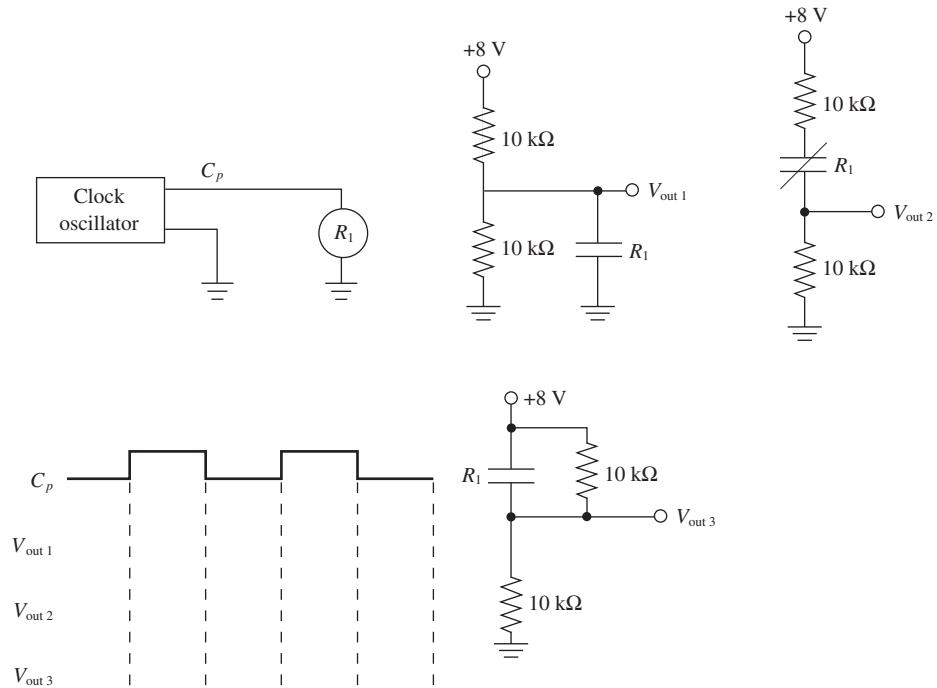 Clock
oscillator
C_p
R_1
+8 V
10 kΩ
10 kΩ
R_1
V_out 1
+8 V
10 kΩ
R_1
V_out 2
10 kΩ
C_p
V_out 1
V_out 2
V_out 3
+8 V
R_1
10 kΩ
V_out 3
10 kΩ